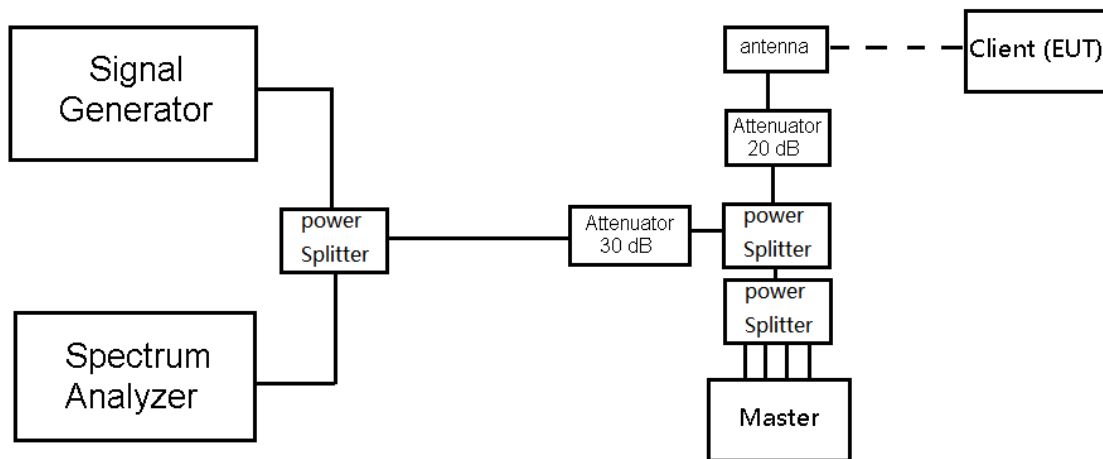 Signal
Generator
antenna
Client (EUT)
Attenuator
20 dB
power
Splitter
Attenuator
30 dB
power
Splitter
power
Splitter
Spectrum
Analyzer
Master